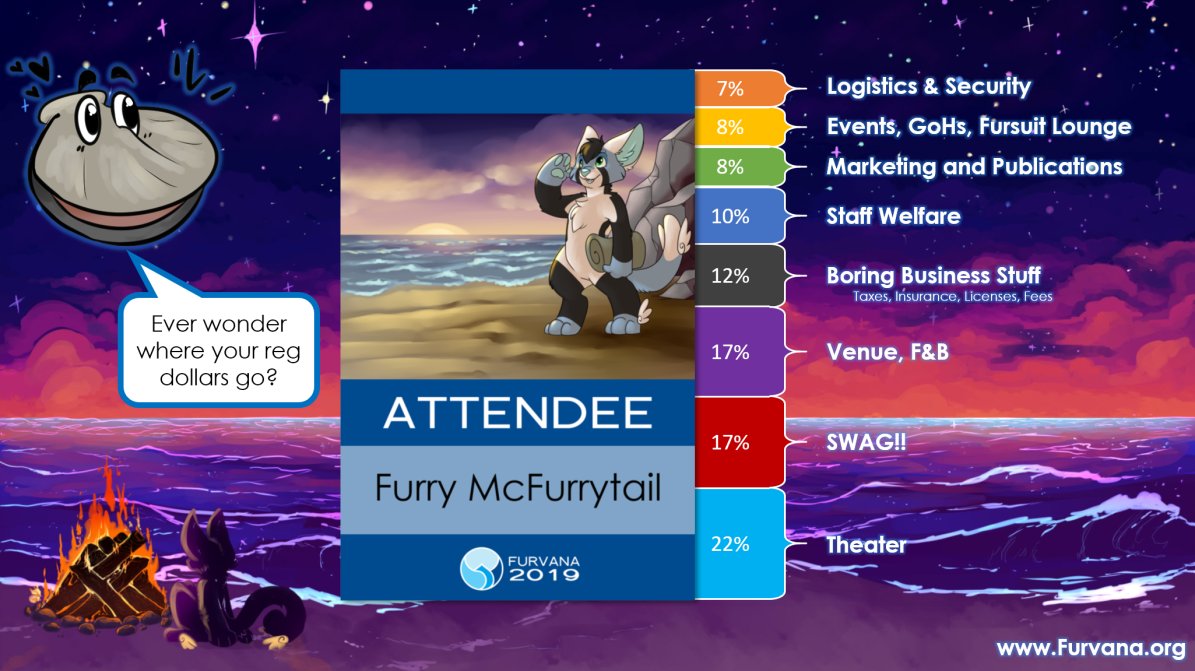 Ever wonder
where your reg
dollars go?
ATTENDEE
Furry McFurrytail
FURVANA
2019
7%
Logistics & Security
8%
Events, GoHs, Fursuit Lounge
8%
Marketing and Publications
10%
Staff Welfare
12%
Boring Business Stuff
Taxes, Insurance, Licenses, Fees
17%
Venue, F&B
17%
SWAG!!
22%
Theater
www.Furvana.org